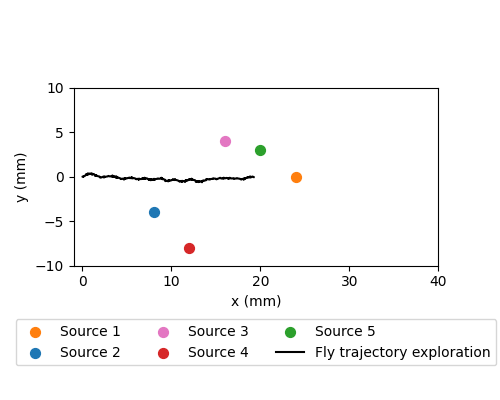 10
5
0
−5
−10
y (mm)
0 10 20 30 40
x (mm)
Source 1 Source 3 Source 5
Source 2 Source 4 Fly trajectory exploration